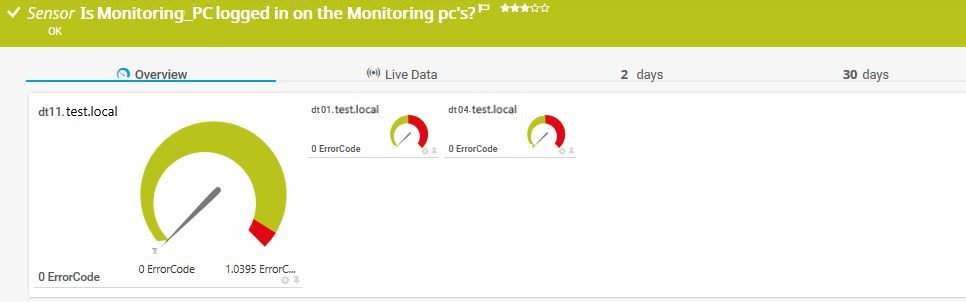 Sensor Is Monitoring_PC logged in on the Monitoring pc's?
OK
Overview
Live Data
2 days
30 days
dt11.test.local
0 ErrorCode
1.0395 ErrorC...
0 ErrorCode
dt01.test.local
0 ErrorCode
dt04.test.local
0 ErrorCode